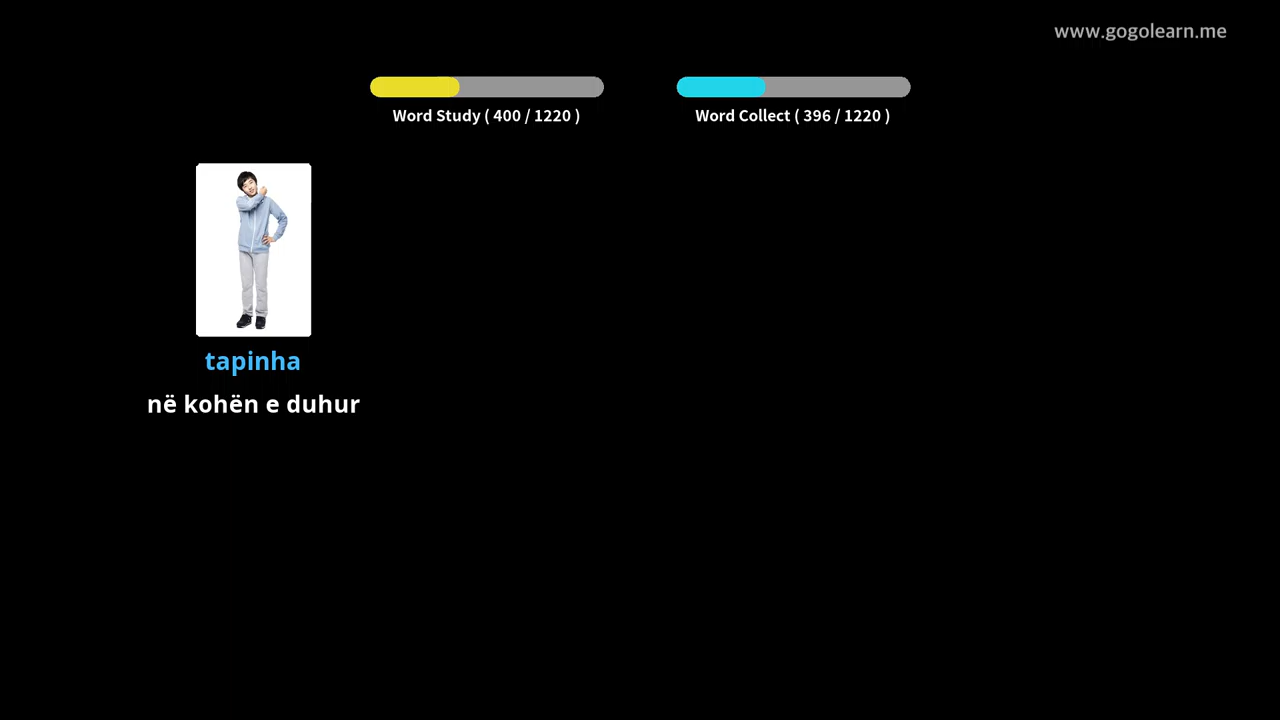 www.gogolearn.me
Word Study ( 400 / 1220 )
Word Collect ( 396 / 1220 )
tapinha
në kohën e duhur